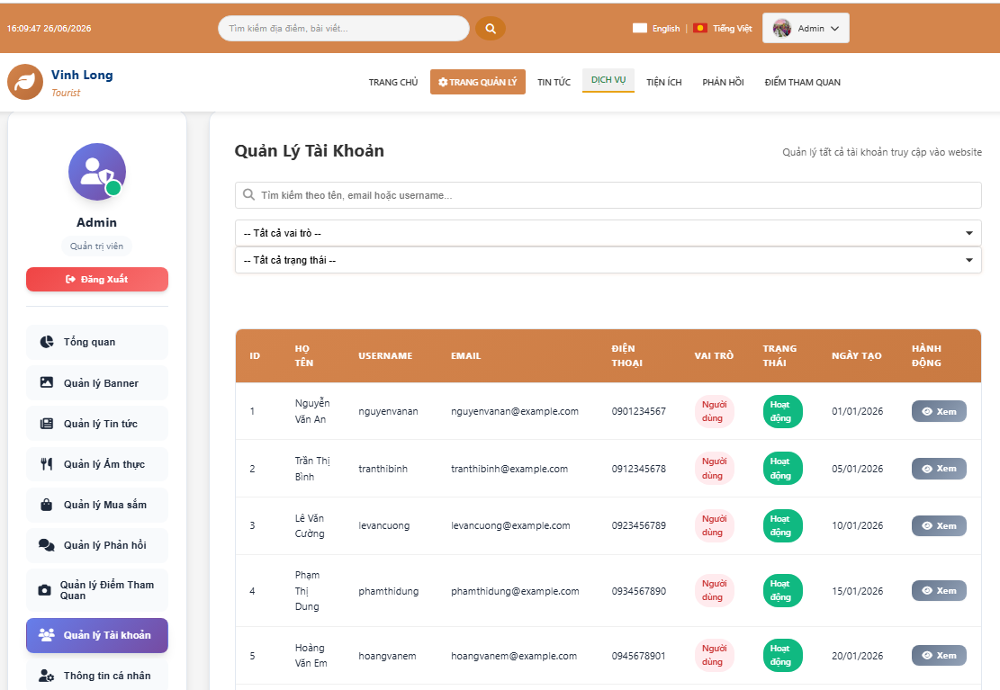 16:09:47 26/06/2026
Tìm kiếm địa điểm, bài viết...
English | Tiếng Việt
Admin
Vinh Long
Tourist
TRANG CHỦ
TRANG QUẢN LÝ
TIN TỨC
DỊCH VỤ
TIỆN ÍCH
PHẢN HỒI
ĐIỂM THAM QUAN
Admin
Quản trị viên
Đăng Xuất
Tổng quan
Quản lý Banner
Quản lý Tin tức
Quản lý Ẩm thực
Quản lý Mua sắm
Quản lý Phản hồi
Quản lý Điểm Tham
Quan
Quản lý Tài khoản
Thông tin cá nhân
Quản Lý Tài Khoản
Quản lý tất cả tài khoản truy cập vào website
Tìm kiếm theo tên, email hoặc username...
-- Tất cả vai trò --
-- Tất cả trạng thái --
ID
HỌ
TÊN
USERNAME
EMAIL
ĐIỆN
THOẠI
VAI TRÒ
TRẠNG
THÁI
NGÀY TẠO
HÀNH
ĐỘNG
1
Nguyễn
Văn An
nguyenvanan
nguyenvanan@example.com
0901234567
Người
dùng
Hoạt
động
01/01/2026
Xem
2
Trần Thị
Bình
tranthibinh
tranthibinh@example.com
0912345678
Người
dùng
Hoạt
động
05/01/2026
Xem
3
Lê Văn
Cường
levancuong
levancuong@example.com
0923456789
Người
dùng
Hoạt
động
10/01/2026
Xem
4
Phạm
Thị
Dung
phamthidung
phamthidung@example.com
0934567890
Người
dùng
Hoạt
động
15/01/2026
Xem
5
Hoàng
Văn Em
hoangvanem
hoangvanem@example.com
0945678901
Người
dùng
Hoạt
động
20/01/2026
Xem